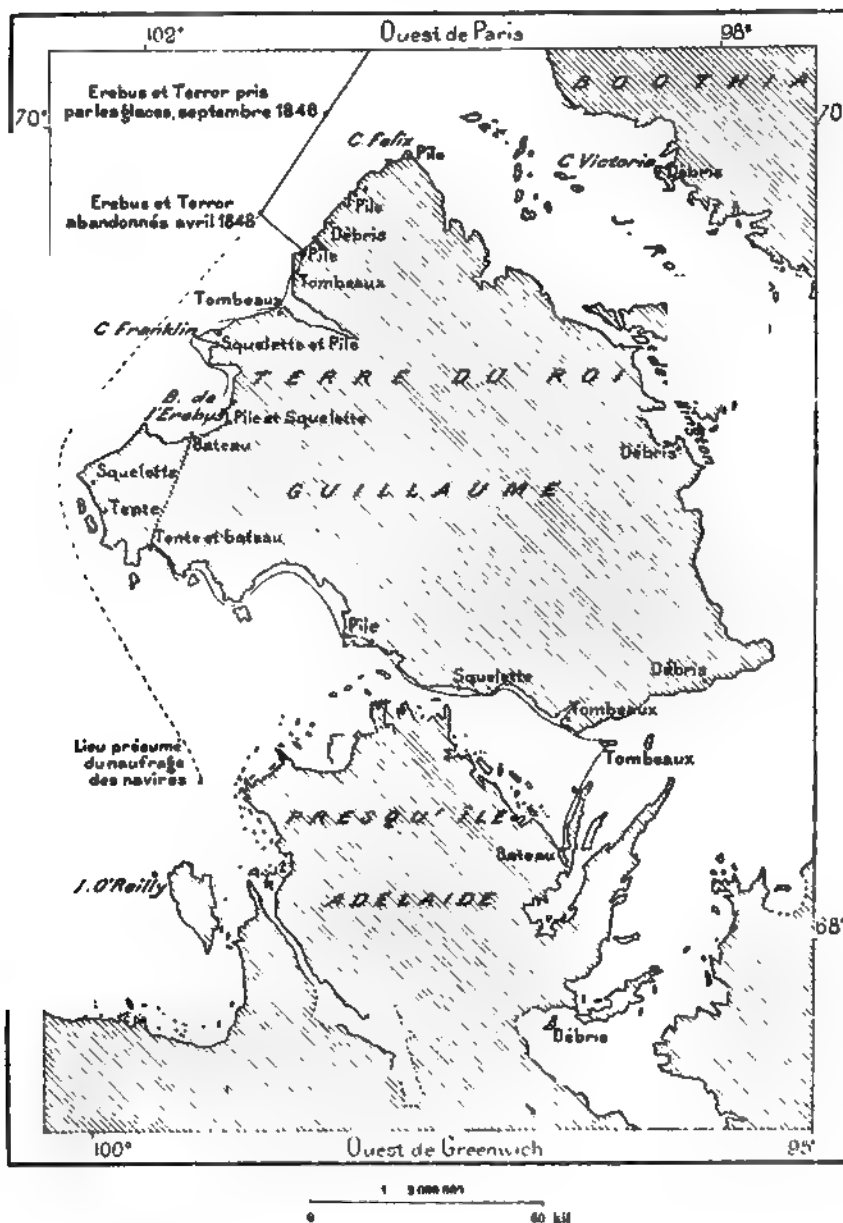 Ouest de Paris
102° 98°
BOOTHIA
Erebus et Terror pris
par les glaces, septembre 1846
70° 70°
C. Felix
Pile
Dét.
C. Victoria
Débris
Pile
Erebus et Terror
abandonnés avril 1848
Débris
J. Ro
Pile
Tombeaux
Tombeaux
C. Franklin
Squelette et Pile
TERRE DU ROI
B. de
l'Erebus
Pile et Squelette
Bateau
Débris
Squelette
GUILLAUME
Tente
Tente et bateau
Pile
Squelette
Débris
Tombeaux
Lieu présumé
du naufrage
des navires
Tombeaux
PRESQU'ILE
Bateau
I. O'Reilly
ADELAIDE
68°
Débris
100° 95°
Ouest de Greenwich
0 60 kil